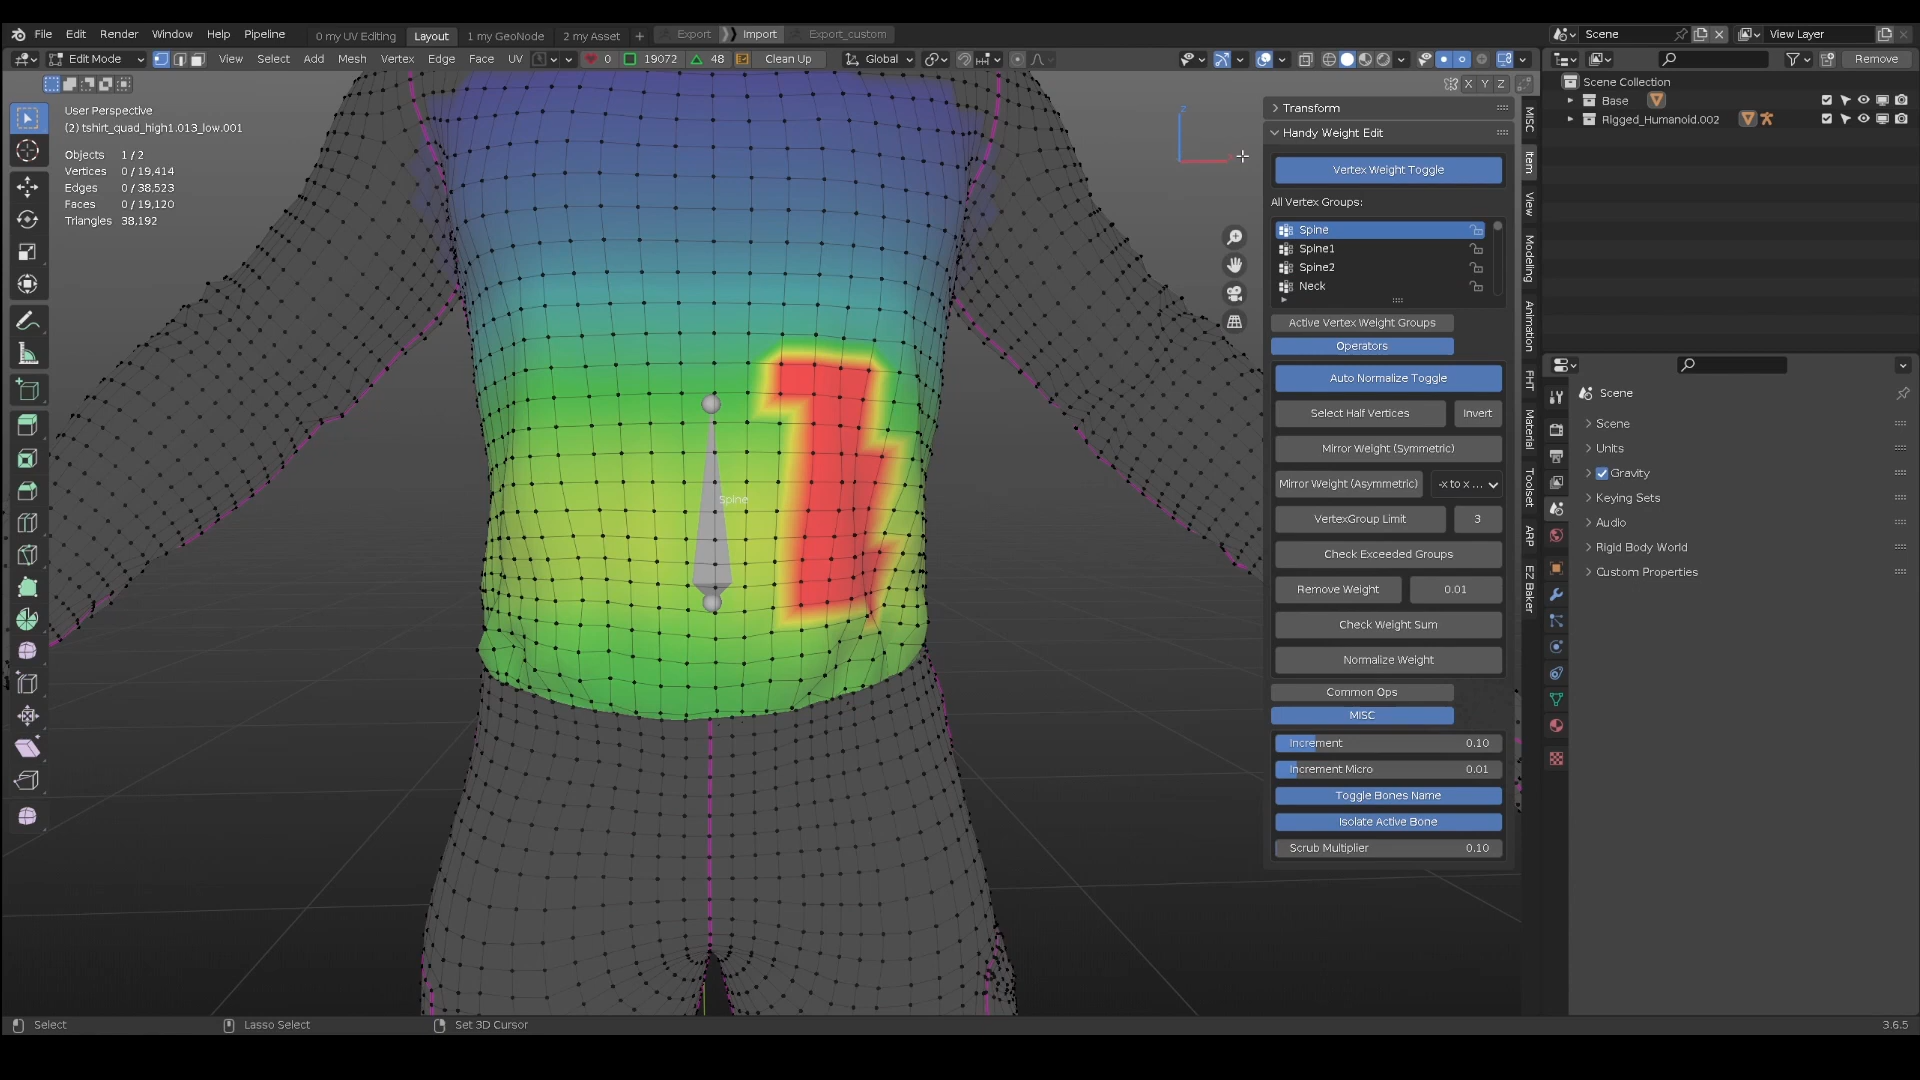 File Edit Render Window Help Pipeline 0 my UV Editing Layout 1 my GeoNode 2 my Asset + Export Import Export_custom Scene View Layer
Edit Mode View Select Add Mesh Vertex Edge Face UV 0 19072 48 Clean Up Global Remove
X Y Z
User Perspective
(2) tshirt_quad_high1.013_low.001
Objects 1 / 2
Vertices 0 / 19,414
Edges 0 / 38,523
Faces 0 / 19,120
Triangles 38,192
Z
Spine
Transform
Handy Weight Edit
Vertex Weight Toggle
All Vertex Groups:
Spine
Spine1
Spine2
Neck
Active Vertex Weight Groups
Operators
Auto Normalize Toggle
Select Half Vertices Invert
Mirror Weight (Symmetric)
Mirror Weight (Asymmetric) -x to x ...
VertexGroup Limit 3
Check Exceeded Groups
Remove Weight 0.01
Check Weight Sum
Normalize Weight
Common Ops
MISC
Increment 0.10
Increment Micro 0.01
Toggle Bones Name
Isolate Active Bone
Scrub Multiplier 0.10
MISC
Item
View
Modeling
Animation
FHT
Material
Toolset
ARP
EZ Baker
Scene Collection
Base
Rigged_Humanoid.002
Scene
Scene
Units
Gravity
Keying Sets
Audio
Rigid Body World
Custom Properties
Select Lasso Select Set 3D Cursor 3.6.5